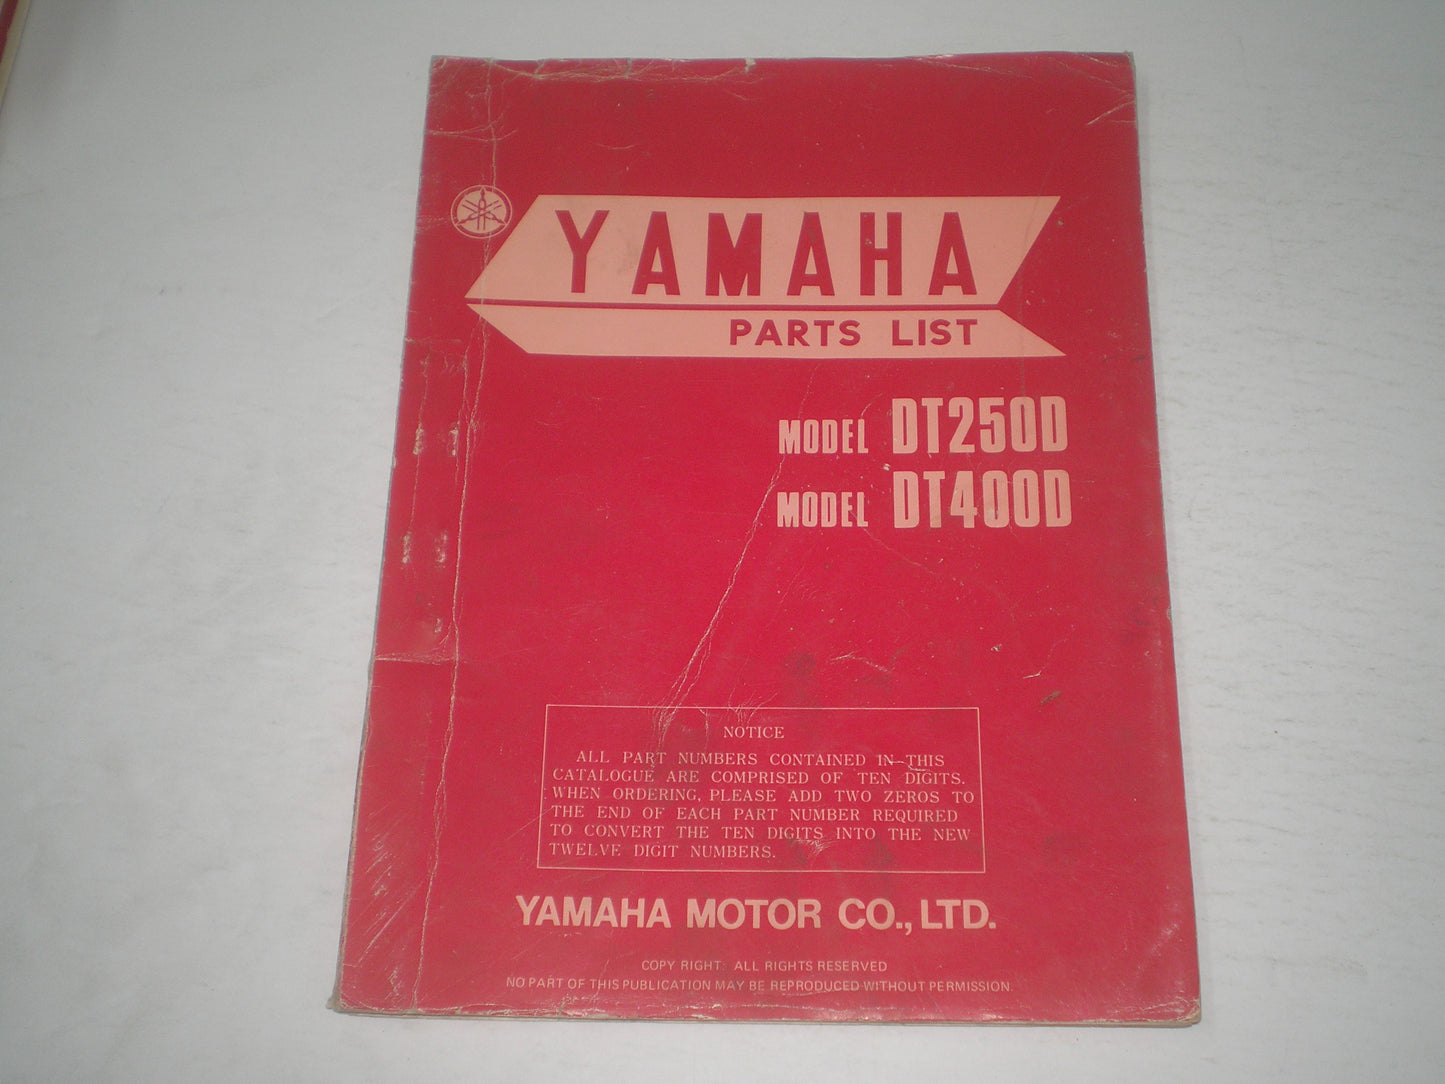 YAMAHA
PARTS LIST
MODEL DT250D
MODEL DT400D
NOTICE
ALL PART NUMBERS CONTAINED IN THIS
CATALOGUE ARE COMPRISED OF TEN DIGITS.
WHEN ORDERING, PLEASE ADD TWO ZEROS TO
THE END OF EACH PART NUMBER REQUIRED
TO CONVERT THE TEN DIGITS INTO THE NEW
TWELVE DIGIT NUMBERS.
YAMAHA MOTOR CO., LTD.
COPY RIGHT: ALL RIGHTS RESERVED
NO PART OF THIS PUBLICATION MAY BE REPRODUCED WITHOUT PERMISSION.